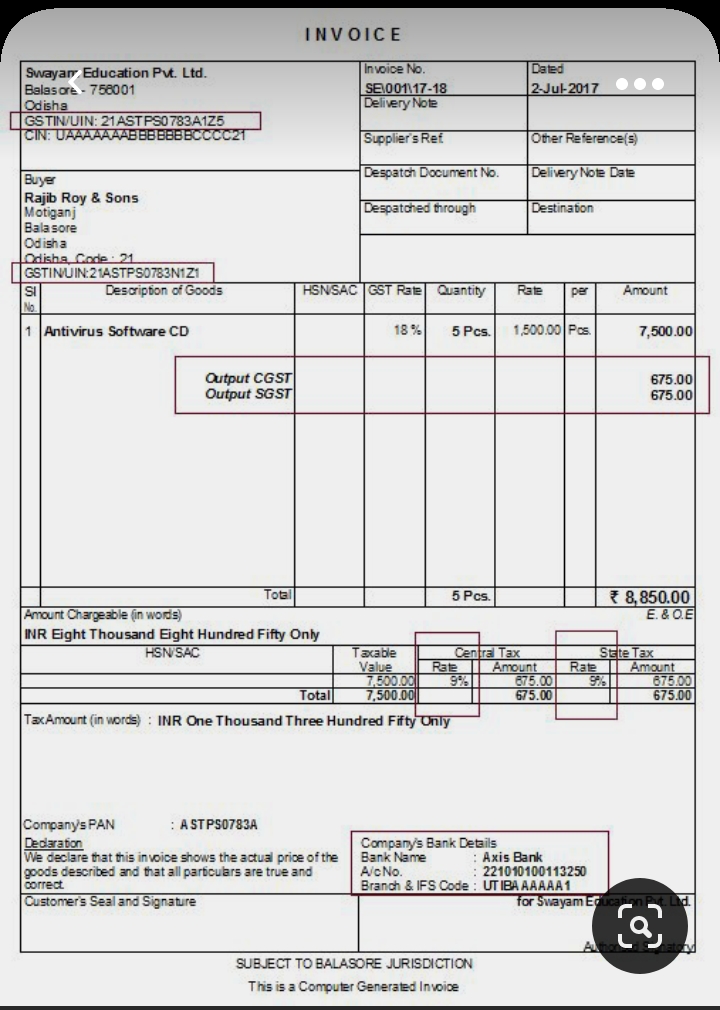 INVOICE
Swayam Education Pvt. Ltd.
Balasore - 756001
Odisha
GSTIN/UIN: 21ASTPS0783A1Z5
CIN: UAAAAAAABBBBBBBCCCC21
Invoice No.
SE\001\17-18
Dated
2-Jul-2017
Delivery Note
Supplier's Ref.
Other Reference(s)
Buyer
Rajib Roy & Sons
Motiganj
Balasore
Odisha
Odisha, Code : 21
GSTIN/UIN:21ASTPS0783N1Z1
Despatch Document No.
Delivery Note Date
Despatched through
Destination
Sl No. Description of Goods HSN/SAC GST Rate Quantity Rate per Amount
1 Antivirus Software CD 18 % 5 Pcs. 1,500.00 Pcs. 7,500.00
Output CGST 675.00
Output SGST 675.00
Total 5 Pcs. ₹ 8,850.00
Amount Chargeable (in words) E. & O.E
INR Eight Thousand Eight Hundred Fifty Only
HSN/SAC Taxable Value Central Tax State Tax
Rate Amount Rate Amount
7,500.00 9% 675.00 9% 675.00
Total 7,500.00 675.00 675.00
Tax Amount (in words) : INR One Thousand Three Hundred Fifty Only
Company's PAN : ASTPS0783A
Declaration
We declare that this invoice shows the actual price of the
goods described and that all particulars are true and
correct.
Company's Bank Details
Bank Name : Axis Bank
A/c No. : 221010100113250
Branch & IFS Code : UTIBAAAAAA1
Customer's Seal and Signature
for Swayam Education Pvt. Ltd.
Authorised Signatory
SUBJECT TO BALASORE JURISDICTION
This is a Computer Generated Invoice